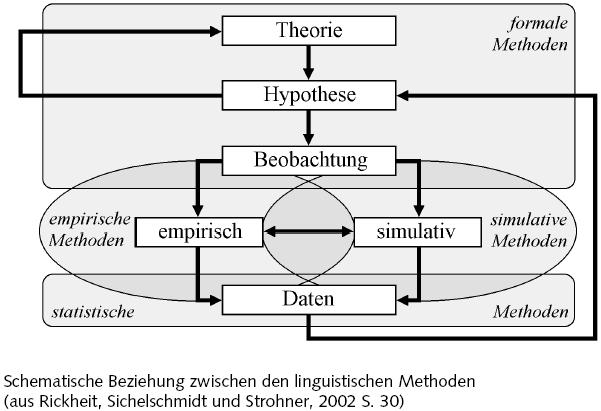 Theorie
formale
Methoden
Hypothese
Beobachtung
empirische
Methoden
empirisch
simulativ
simulative
Methoden
Daten
statistische
Methoden
Schematische Beziehung zwischen den linguistischen Methoden
(aus Rickheit, Sichelschmidt und Strohner, 2002 S. 30)